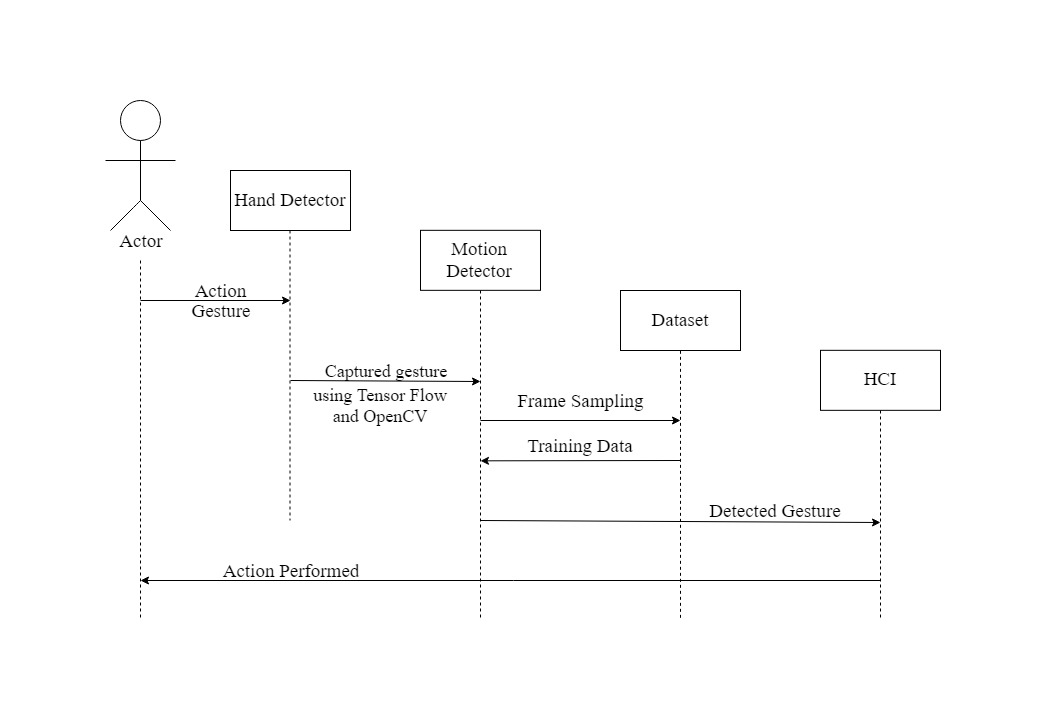 Actor
Hand Detector
Motion
Detector
Dataset
HCI
Action
Gesture
Captured gesture
using Tensor Flow
and OpenCV
Frame Sampling
Training Data
Detected Gesture
Action Performed